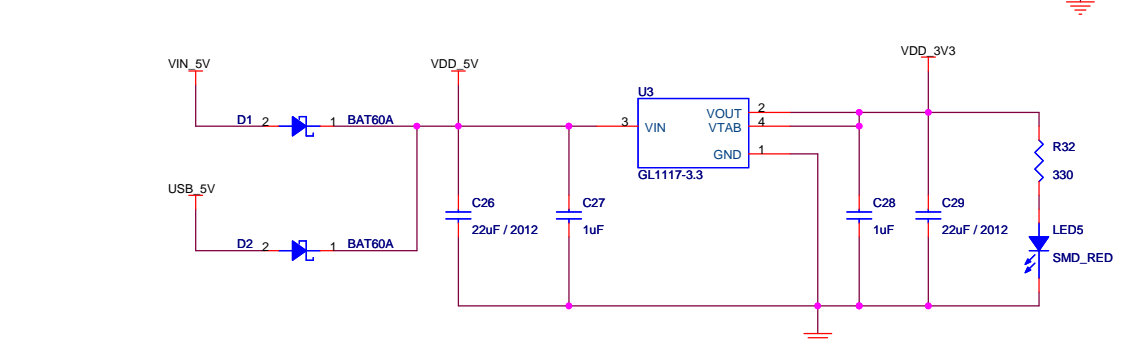 VDD_3V3
VIN_5V
VDD_5V
U3
D1 2 1 BAT60A
3 VIN
VOUT 2
VTAB 4
GND 1
GL1117-3.3
R32
330
USB_5V
C26
22uF / 2012
C27
1uF
C28
1uF
C29
22uF / 2012
LED5
SMD_RED
D2 2 1 BAT60A